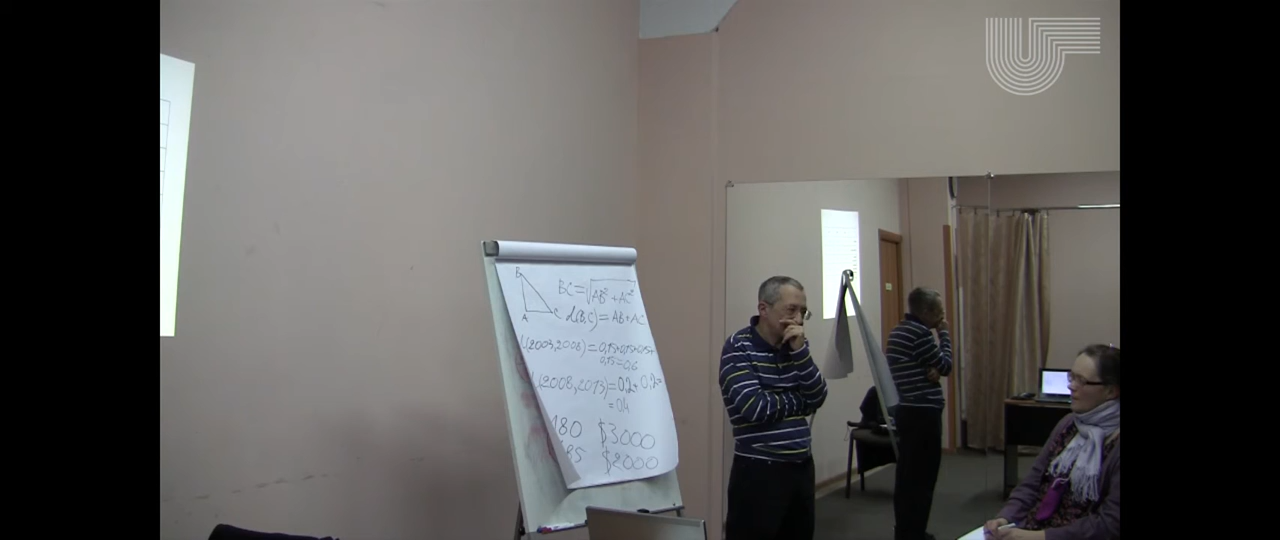 B
BC = √AB² + AC²
A
C
d(B,C) = AB + AC
(2003,2008) = 0,15+0,15+0,15+
0,15 = 0,6
(2008,2013) = 0.2 + 0.2 =
= 0,4
180 $3000
85 $2000